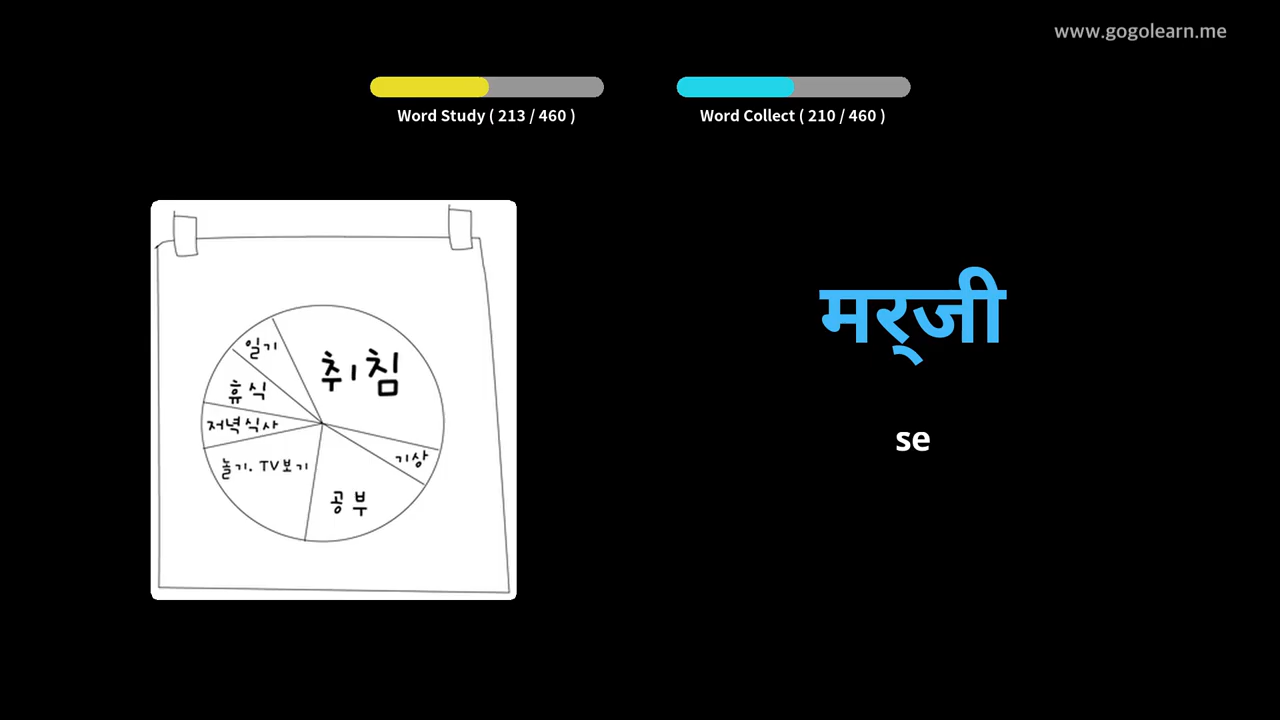 www.gogolearn.me
Word Study ( 213 / 460 )
Word Collect ( 210 / 460 )
일기
취침
휴식
저녁식사
놀기. TV보기
기상
공부
मर्‌जी
se